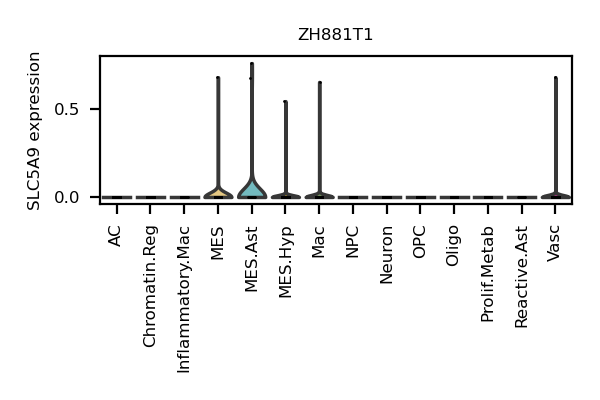 ZH881T1
SLC5A9 expression
0.5
0.0
AC
Chromatin.Reg
Inflammatory.Mac
MES
MES.Ast
MES.Hyp
Mac
NPC
Neuron
OPC
Oligo
Prolif.Metab
Reactive.Ast
Vasc